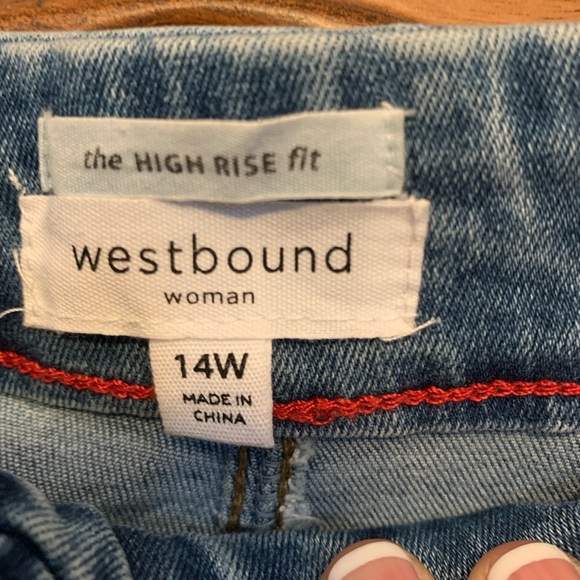 the HIGH RISE fit
westbound
woman
14W
MADE IN
CHINA